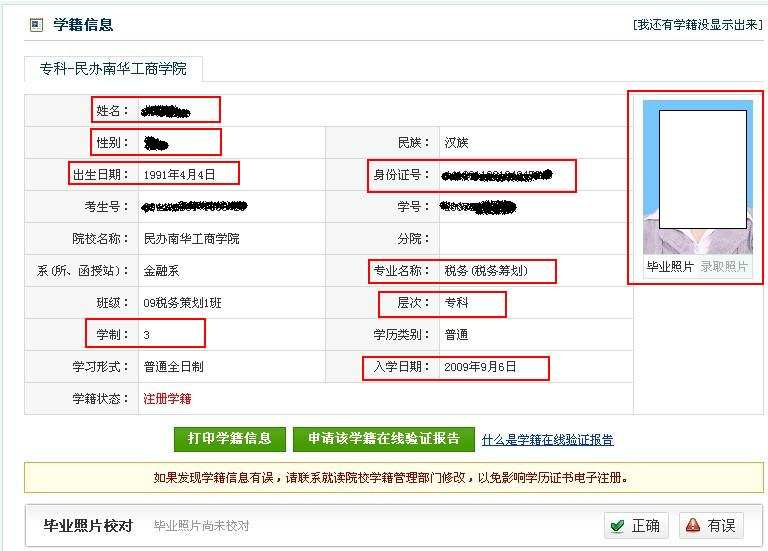 学籍信息
[我还有学籍没显示出来]
专科-民办南华工商学院
姓名：
性别：
民族： 汉族
出生日期： 1991年4月4日
身份证号：
考生号：
学号：
院校名称： 民办南华工商学院
分院：
系(所、函授站)： 金融系
专业名称： 税务(税务筹划)
班级： 09税务策划1班
层次： 专科
学制： 3
学历类别： 普通
学习形式： 普通全日制
入学日期： 2009年9月6日
学籍状态： 注册学籍
毕业照片 录取照片
打印学籍信息 申请该学籍在线验证报告 什么是学籍在线验证报告
如果发现学籍信息有误，请联系就读院校学籍管理部门修改，以免影响学历证书电子注册。
毕业照片校对 毕业照片尚未校对 正确 有误